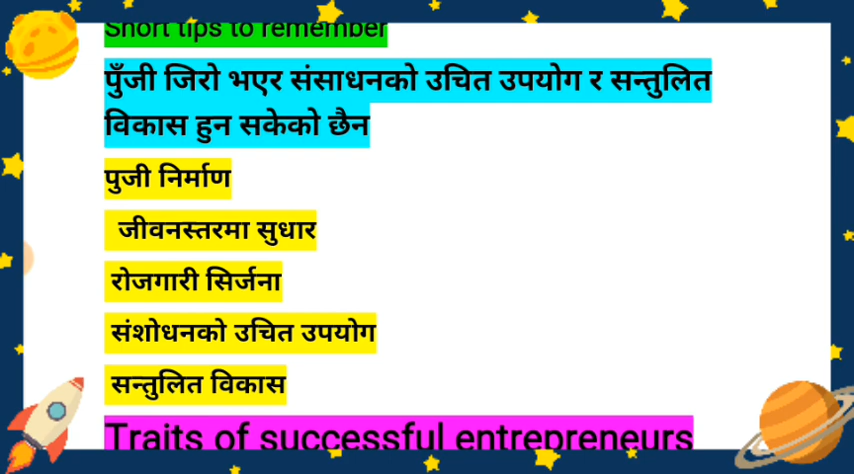 Short tips to remember
पुँजी जिरो भएर संसाधनको उचित उपयोग र सन्तुलित
विकास हुन सकेको छैन
पुजी निर्माण
जीवनस्तरमा सुधार
रोजगारी सिर्जना
संशोधनको उचित उपयोग
सन्तुलित विकास
Traits of successful entrepreneurs